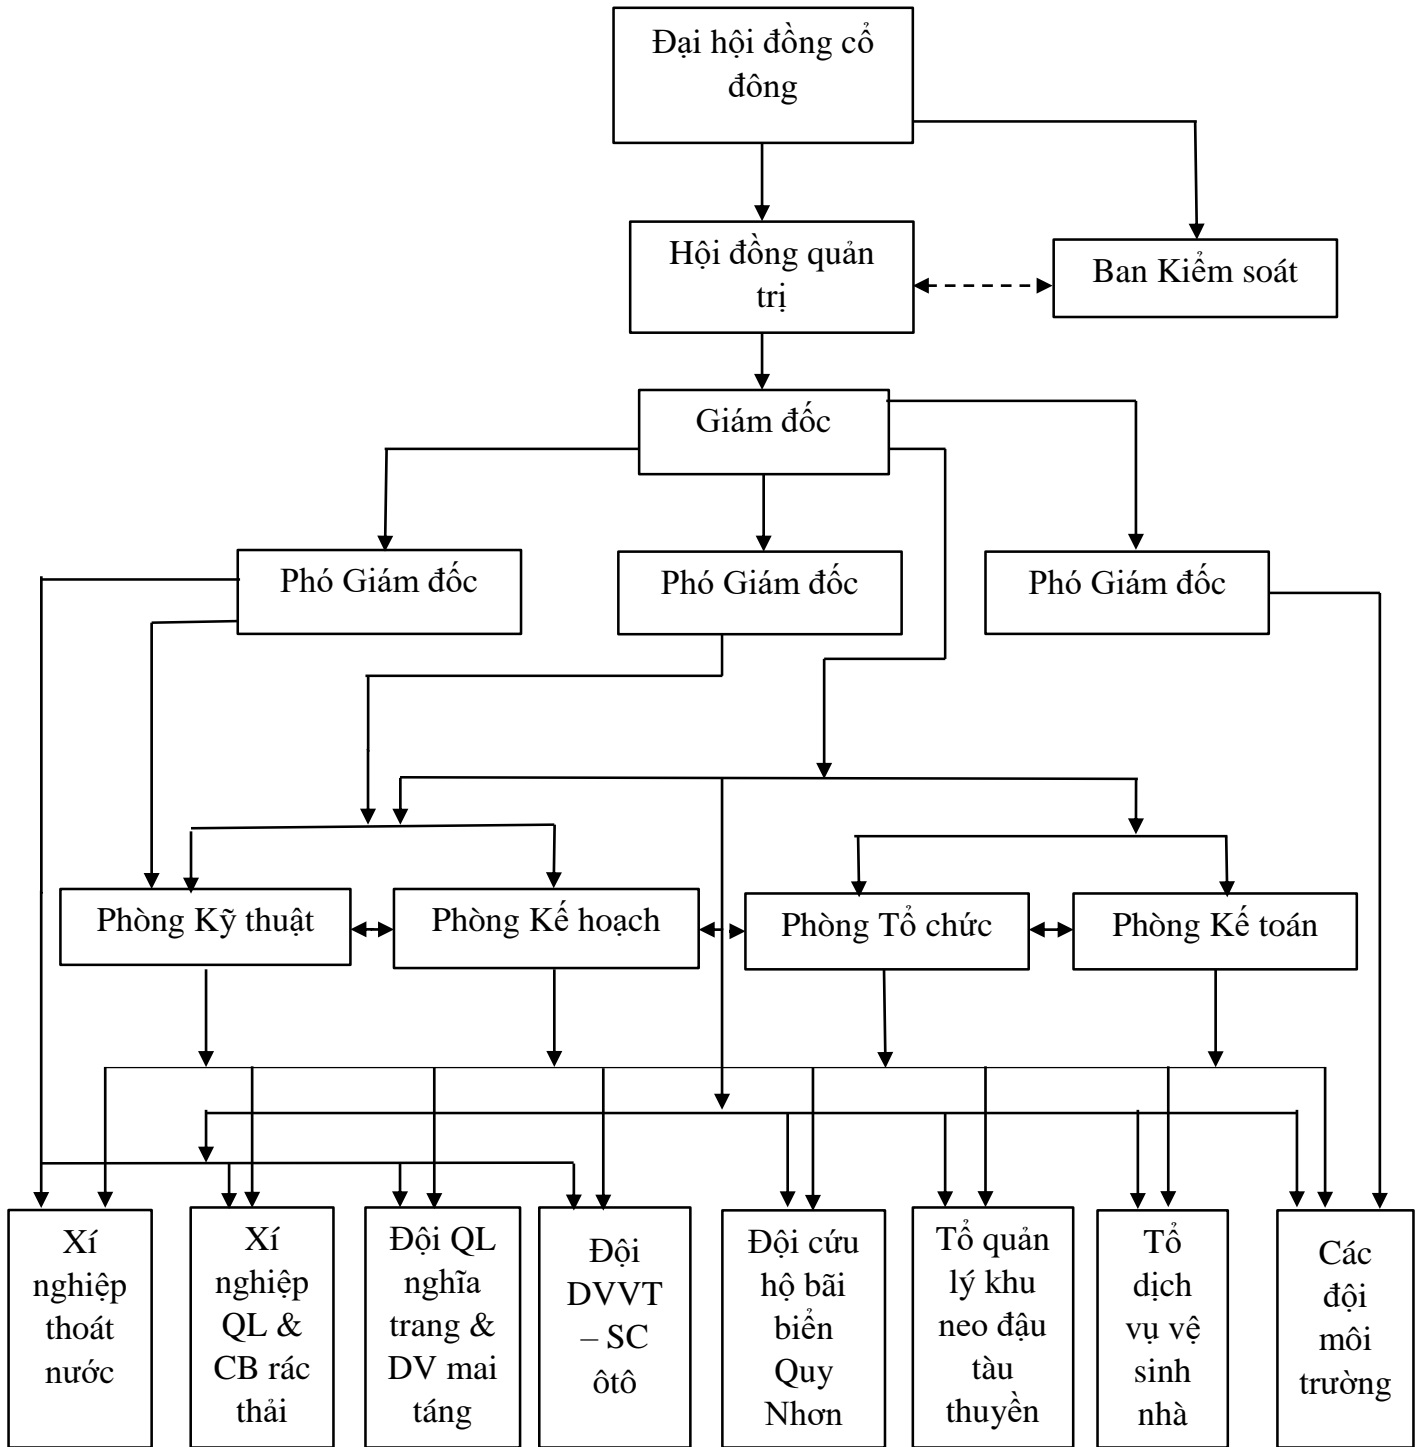 Đại hội đồng cổ
đông
Hội đồng quản
trị
Ban Kiểm soát
Giám đốc
Phó Giám đốc
Phó Giám đốc
Phó Giám đốc
Phòng Kỹ thuật
Phòng Kế hoạch
Phòng Tổ chức
Phòng Kế toán
Xí
nghiệp
thoát
nước
Xí
nghiệp
QL &
CB rác
thải
Đội QL
nghĩa
trang &
DV mai
táng
Đội
DVVT
– SC
ôtô
Đội cứu
hộ bãi
biển
Quy
Nhơn
Tổ quản
lý khu
neo đậu
tàu
thuyền
Tổ
dịch
vụ vệ
sinh
nhà
Các
đội
môi
trường